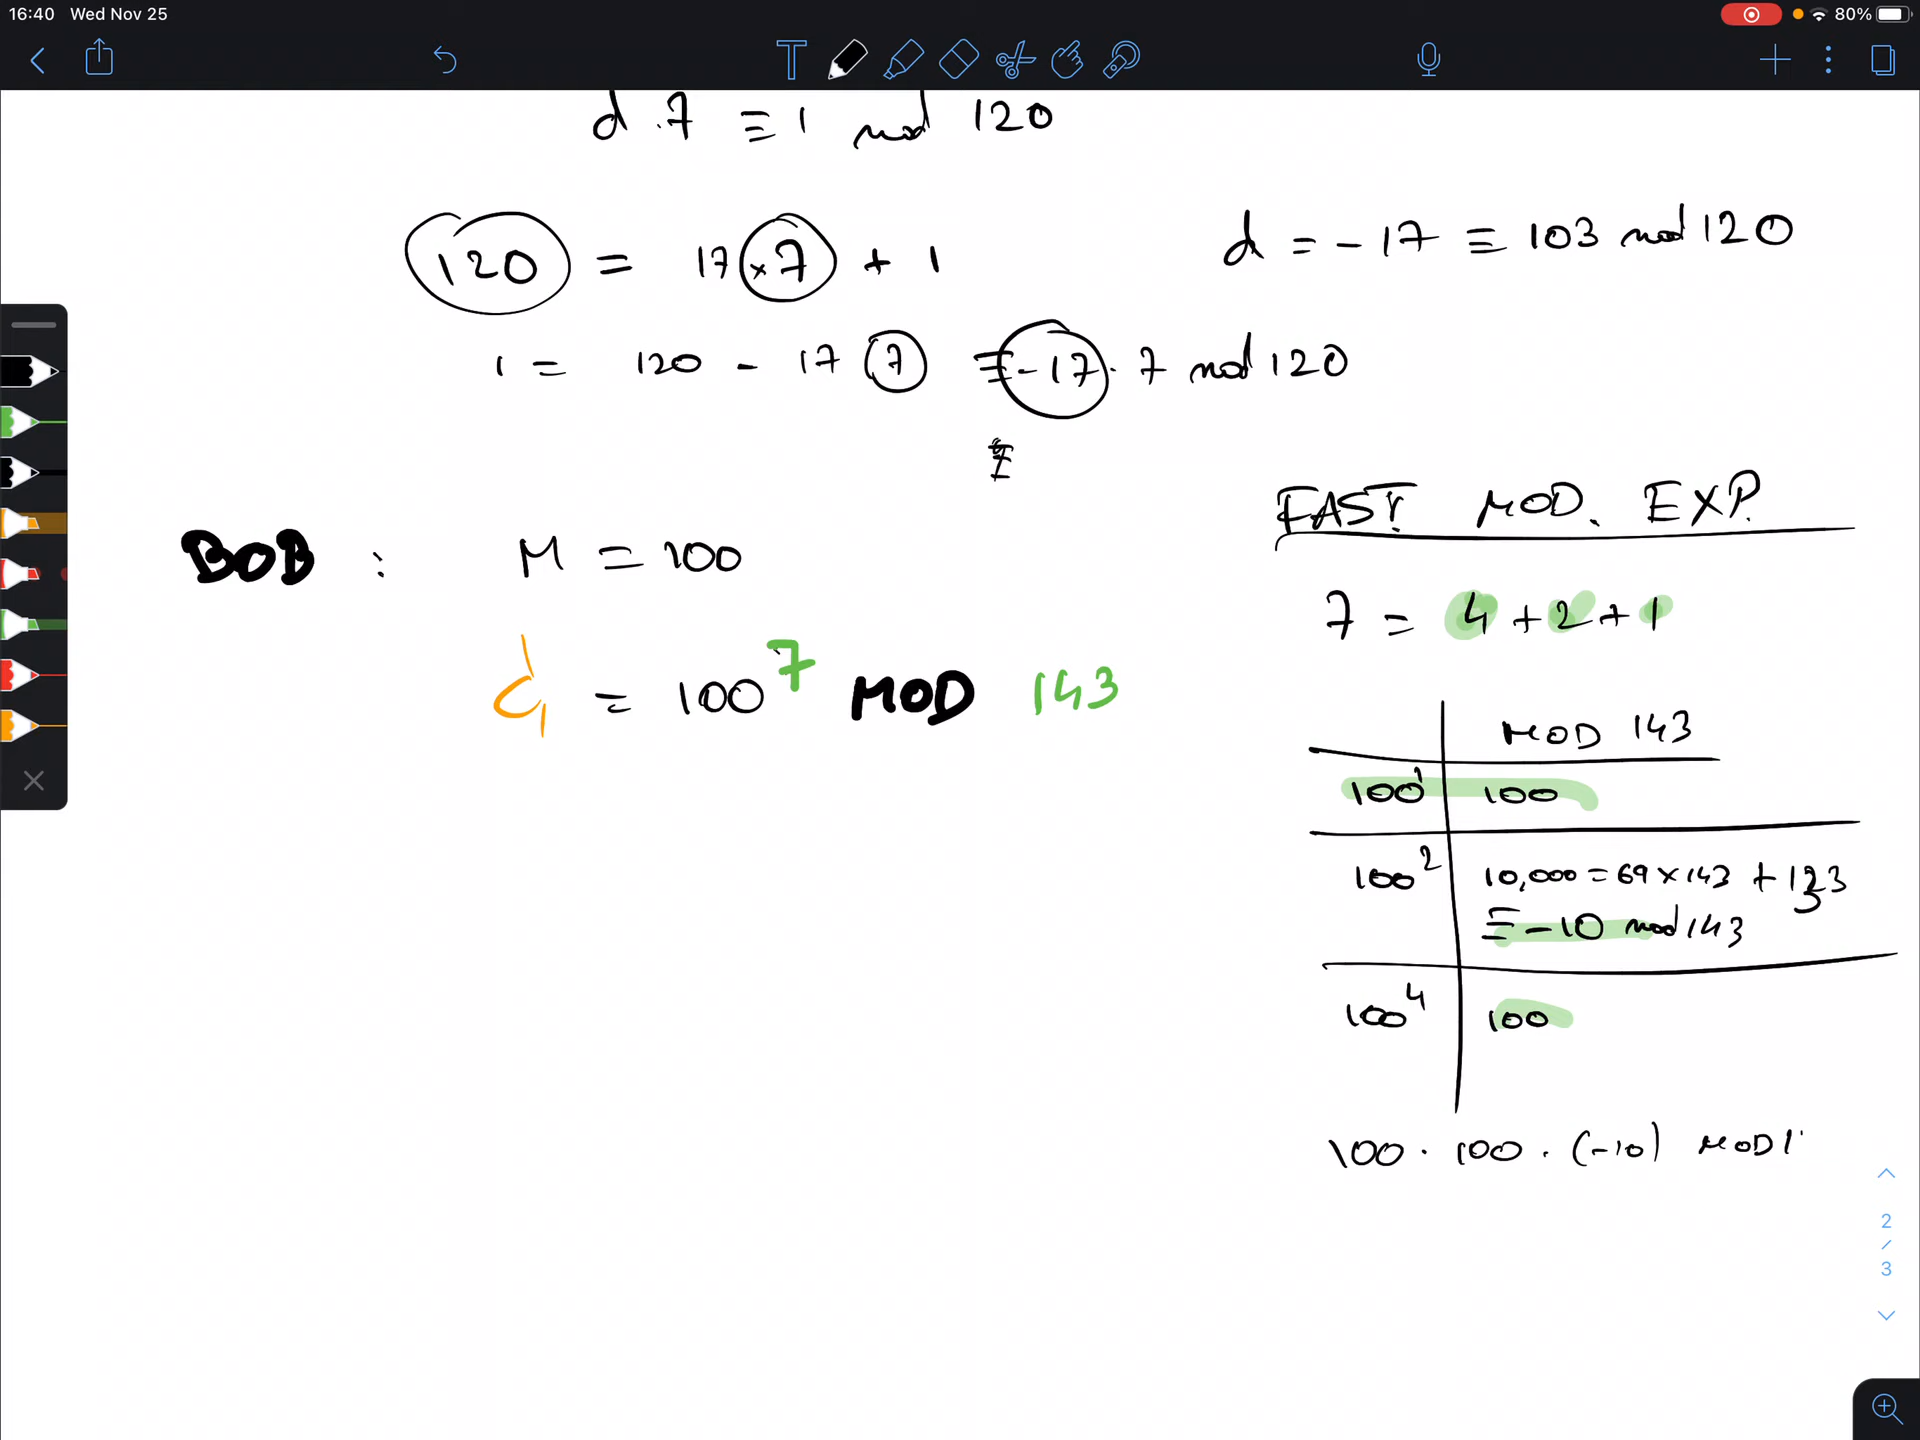 16:40 Wed Nov 25
80%
d . 7 ≡ 1 mod 120
120 = 17 × 7 + 1
d = - 17 ≡ 103 mod 120
1 = 120 - 17 7 ≡ - 17 . 7 mod 120
FAST MOD. EXP.
BOB : M = 100
7 = 4 + 2 + 1
= 100^7 MOD 143
MOD 143
100^1 100
100^2 10,000 = 69 × 143 + 133
≡ - 10 mod 143
100^4 100
100 . 100 . (-10) MOD 1
2
/
3